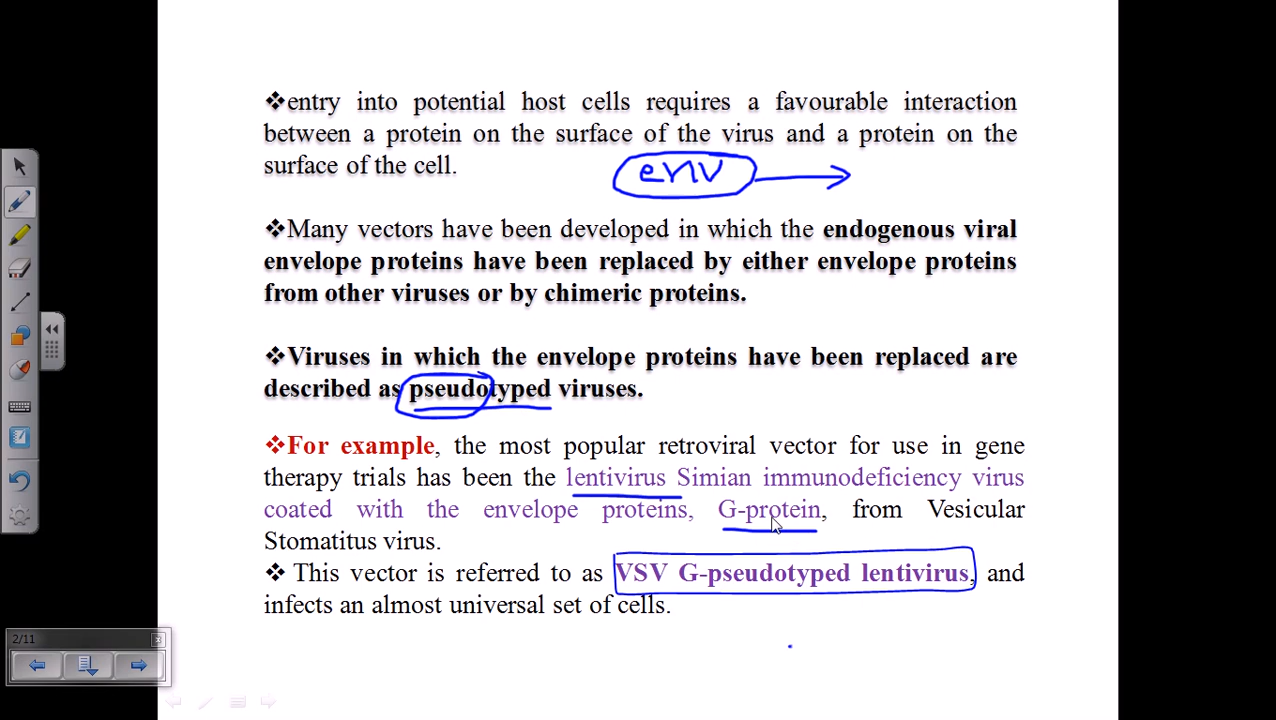 ❖entry into potential host cells requires a favourable interaction
between a protein on the surface of the virus and a protein on the
surface of the cell.
env
❖Many vectors have been developed in which the endogenous viral
envelope proteins have been replaced by either envelope proteins
from other viruses or by chimeric proteins.
❖Viruses in which the envelope proteins have been replaced are
described as pseudotyped viruses.
❖For example, the most popular retroviral vector for use in gene
therapy trials has been the lentivirus Simian immunodeficiency virus
coated with the envelope proteins, G-protein, from Vesicular
Stomatitus virus.
❖ This vector is referred to as VSV G-pseudotyped lentivirus, and
infects an almost universal set of cells.
2/11